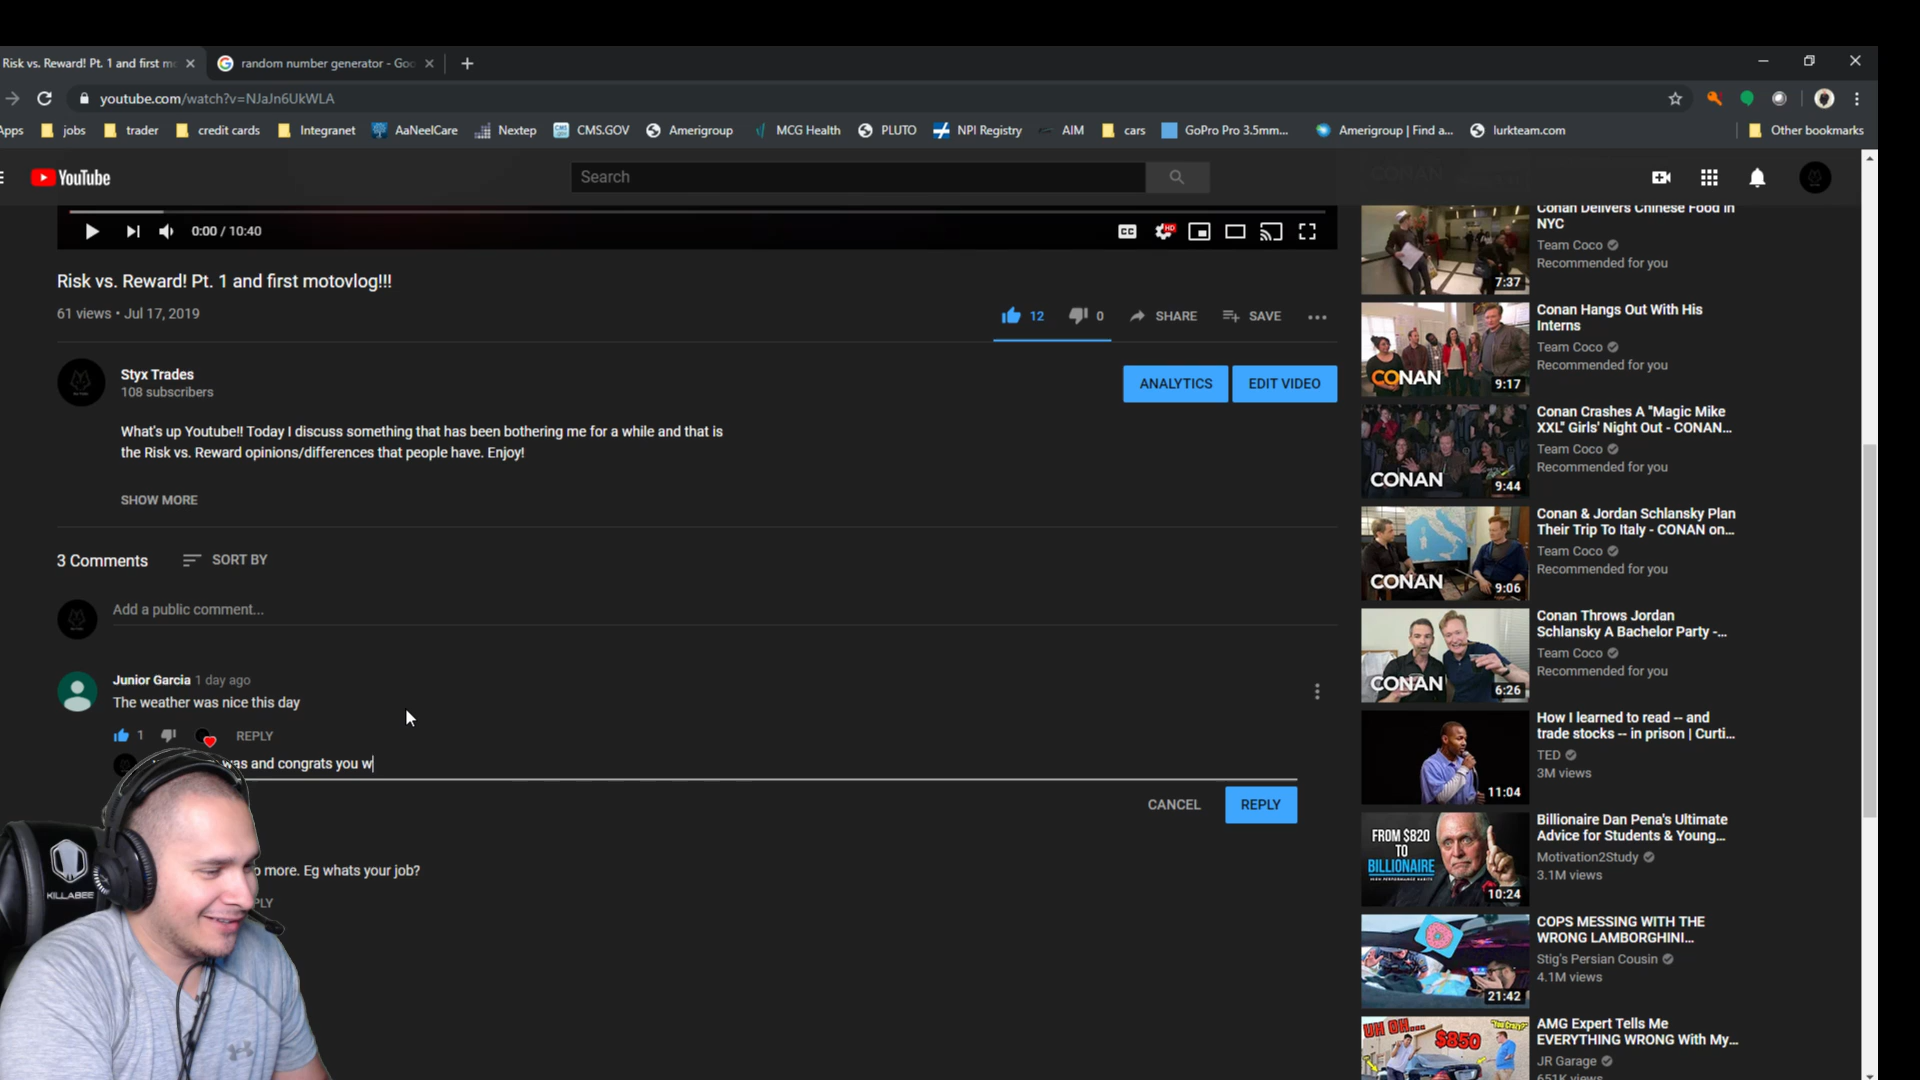 Risk vs. Reward! Pt. 1 and first mo
random number generator - Goo
youtube.com/watch?v=NJaJn6UkWLA
Apps
jobs
trader
credit cards
Integranet
AaNeelCare
Nextep
CMS.GOV
Amerigroup
MCG Health
PLUTO
NPI Registry
AIM
cars
GoPro Pro 3.5mm...
Amerigroup | Find a...
lurkteam.com
Other bookmarks
YouTube
Search
0:00 / 10:40
CC
HD
Risk vs. Reward! Pt. 1 and first motovlog!!!
61 views • Jul 17, 2019
12
0
SHARE
SAVE
Styx Trades
108 subscribers
ANALYTICS
EDIT VIDEO
What's up Youtube!! Today I discuss something that has been bothering me for a while and that is
the Risk vs. Reward opinions/differences that people have. Enjoy!
SHOW MORE
3 Comments
SORT BY
Add a public comment...
Junior Garcia 1 day ago
The weather was nice this day
1
REPLY
was and congrats you w
CANCEL
REPLY
more. Eg whats your job?
PLY
KILLABEE
Conan Delivers Chinese Food in
NYC
Team Coco
Recommended for you
7:37
Conan Hangs Out With His
Interns
Team Coco
Recommended for you
CONAN
9:17
Conan Crashes A "Magic Mike
XXL" Girls' Night Out - CONAN...
Team Coco
Recommended for you
CONAN
9:44
Conan & Jordan Schlansky Plan
Their Trip To Italy - CONAN on...
Team Coco
Recommended for you
CONAN
9:06
Conan Throws Jordan
Schlansky A Bachelor Party -...
Team Coco
Recommended for you
CONAN
6:26
How I learned to read -- and
trade stocks -- in prison | Curti...
TED
3M views
11:04
Billionaire Dan Pena's Ultimate
Advice for Students & Young...
Motivation2Study
3.1M views
FROM $820
TO
BILLIONAIRE
10:24
COPS MESSING WITH THE
WRONG LAMBORGHINI...
Stig's Persian Cousin
4.1M views
21:42
AMG Expert Tells Me
EVERYTHING WRONG With My...
JR Garage
651K views
UH OH...
$850